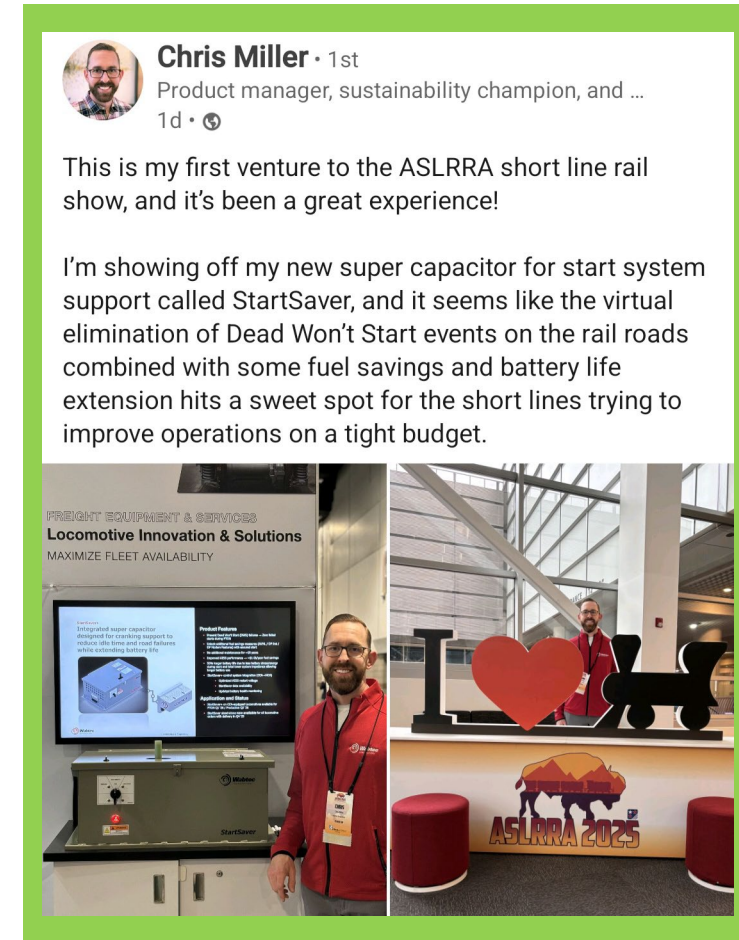 Chris Miller • 1st
Product manager, sustainability champion, and ...
1d •
This is my first venture to the ASLRRA short line rail
show, and it’s been a great experience!
I’m showing off my new super capacitor for start system
support called StartSaver, and it seems like the virtual
elimination of Dead Won’t Start events on the rail roads
combined with some fuel savings and battery life
extension hits a sweet spot for the short lines trying to
improve operations on a tight budget.
FREIGHT EQUIPMENT & SERVICES
Locomotive Innovation & Solutions
MAXIMIZE FLEET AVAILABILITY
Integrated super capacitor
designed for cranking support to
reduce idle time and road failures
while extending battery life
Product Features
Application and Status
Wabtec
Wabtec
StartSaver
CHRIS
I
ASLRRA 2025